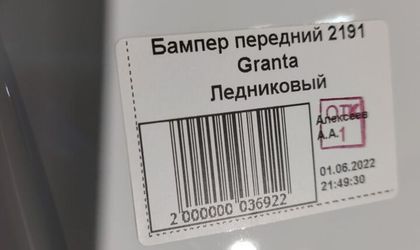 Бампер передний 2191
Granta
Ледниковый
ОТК
Алексеев
А.А. 1
01.06.2022
21:49:30
2 000000 036922